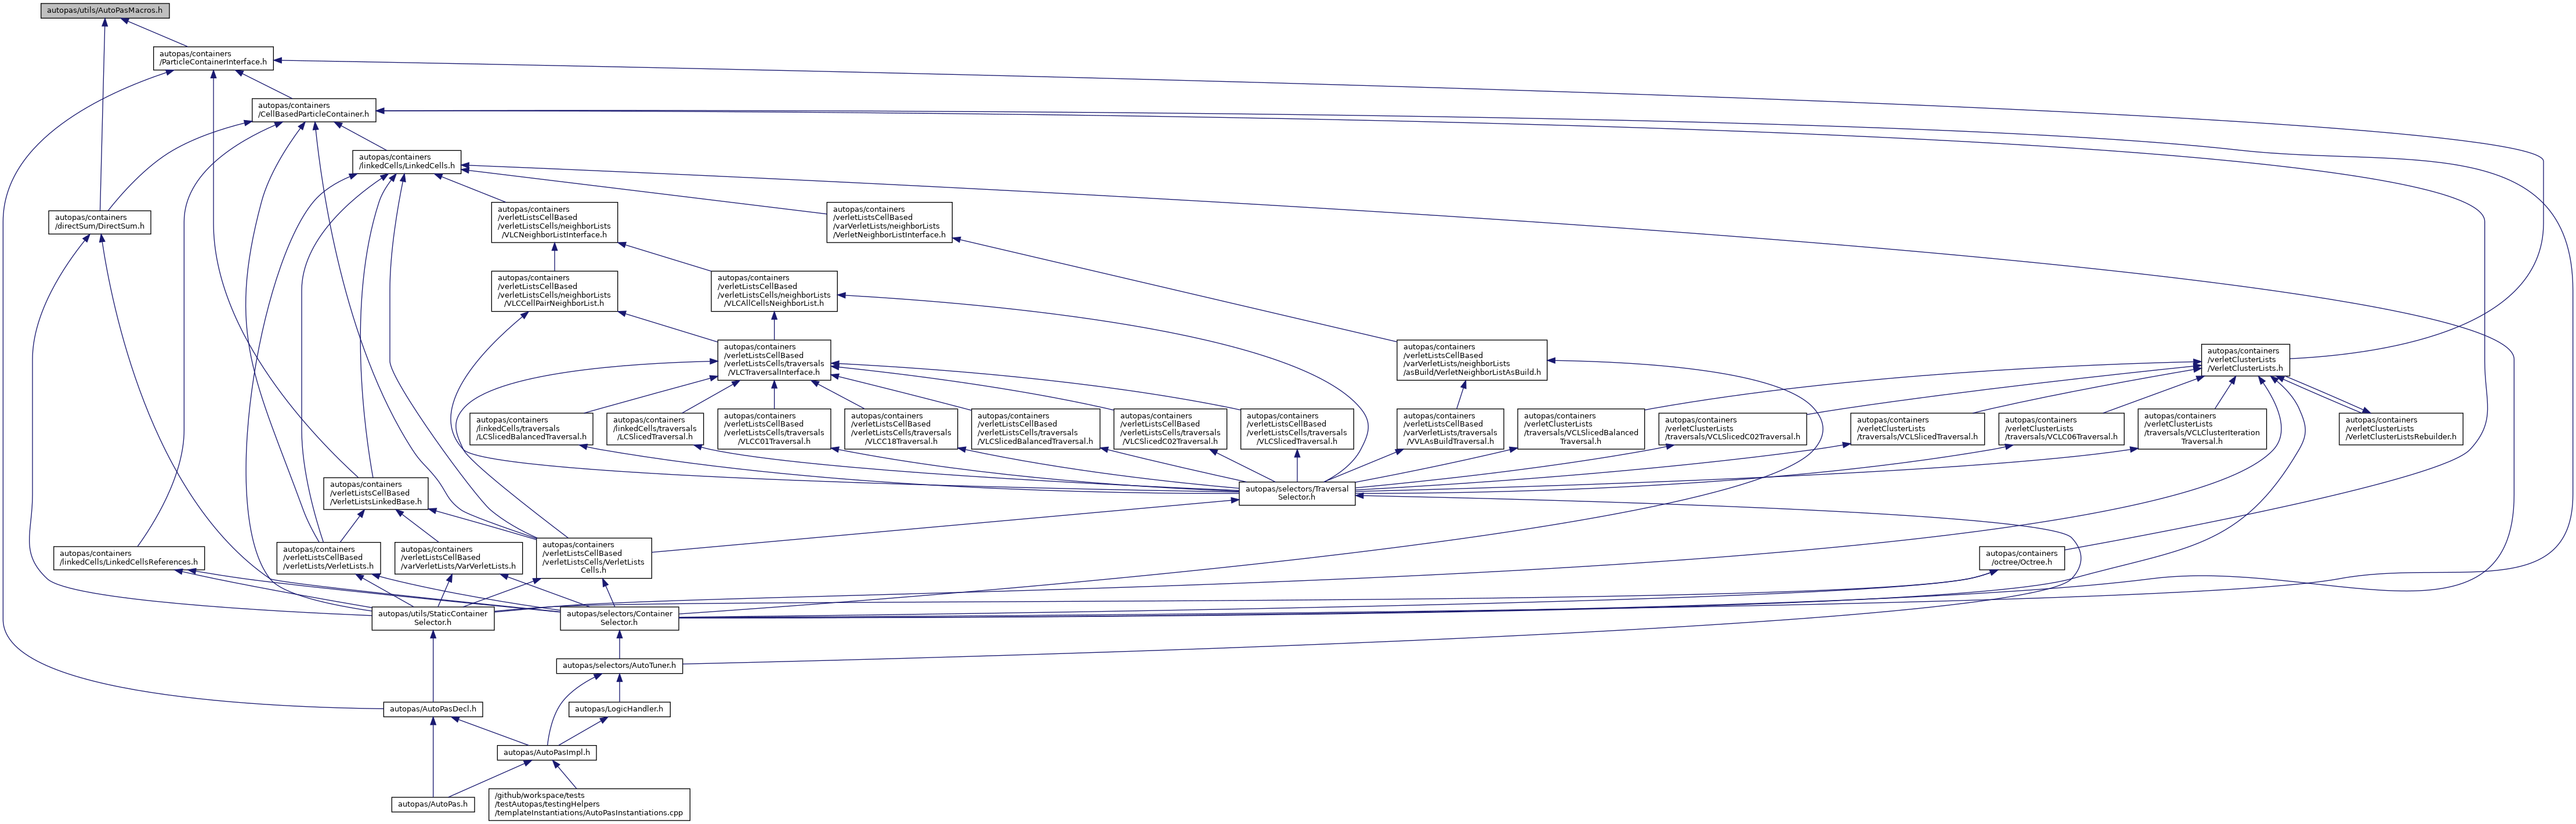 autopas/utils/AutoPasMacros.h
autopas/containers
/ParticleContainerInterface.h
autopas/containers
/CellBasedParticleContainer.h
autopas/containers
/linkedCells/LinkedCells.h
autopas/containers
/directSum/DirectSum.h
autopas/containers
/verletListsCellBased
/verletListsCells/neighborLists
/VLCNeighborListInterface.h
autopas/containers
/verletListsCellBased
/varVerletLists/neighborLists
/VerletNeighborListInterface.h
autopas/containers
/verletListsCellBased
/verletListsCells/neighborLists
/VLCCellPairNeighborList.h
autopas/containers
/verletListsCellBased
/verletListsCells/neighborLists
/VLCAllCellsNeighborList.h
autopas/containers
/verletListsCellBased
/verletListsCells/traversals
/VLCTraversalInterface.h
autopas/containers
/verletListsCellBased
/varVerletLists/neighborLists
/asBuild/VerletNeighborListAsBuild.h
autopas/containers
/verletClusterLists
/VerletClusterLists.h
autopas/containers
/linkedCells/traversals
/LCSlicedBalancedTraversal.h
autopas/containers
/linkedCells/traversals
/LCSlicedTraversal.h
autopas/containers
/verletListsCellBased
/verletListsCells/traversals
/VLCC01Traversal.h
autopas/containers
/verletListsCellBased
/verletListsCells/traversals
/VLCC18Traversal.h
autopas/containers
/verletListsCellBased
/verletListsCells/traversals
/VLCSlicedBalancedTraversal.h
autopas/containers
/verletListsCellBased
/verletListsCells/traversals
/VLCSlicedC02Traversal.h
autopas/containers
/verletListsCellBased
/verletListsCells/traversals
/VLCSlicedTraversal.h
autopas/containers
/verletListsCellBased
/varVerletLists/traversals
/VVLAsBuildTraversal.h
autopas/containers
/verletClusterLists
/traversals/VCLSlicedBalanced
Traversal.h
autopas/containers
/verletClusterLists
/traversals/VCLSlicedC02Traversal.h
autopas/containers
/verletClusterLists
/traversals/VCLSlicedTraversal.h
autopas/containers
/verletClusterLists
/traversals/VCLC06Traversal.h
autopas/containers
/verletClusterLists
/traversals/VCLClusterIteration
Traversal.h
autopas/containers
/verletClusterLists
/VerletClusterListsRebuilder.h
autopas/containers
/verletListsCellBased
/VerletListsLinkedBase.h
autopas/selectors/Traversal
Selector.h
autopas/containers
/linkedCells/LinkedCellsReferences.h
autopas/containers
/verletListsCellBased
/verletLists/VerletLists.h
autopas/containers
/verletListsCellBased
/varVerletLists/VarVerletLists.h
autopas/containers
/verletListsCellBased
/verletListsCells/VerletLists
Cells.h
autopas/containers
/octree/Octree.h
autopas/utils/StaticContainer
Selector.h
autopas/selectors/Container
Selector.h
autopas/selectors/AutoTuner.h
autopas/AutoPasDecl.h
autopas/LogicHandler.h
autopas/AutoPasImpl.h
autopas/AutoPas.h
/github/workspace/tests
/testAutopas/testingHelpers
/templateInstantiations/AutoPasInstantiations.cpp